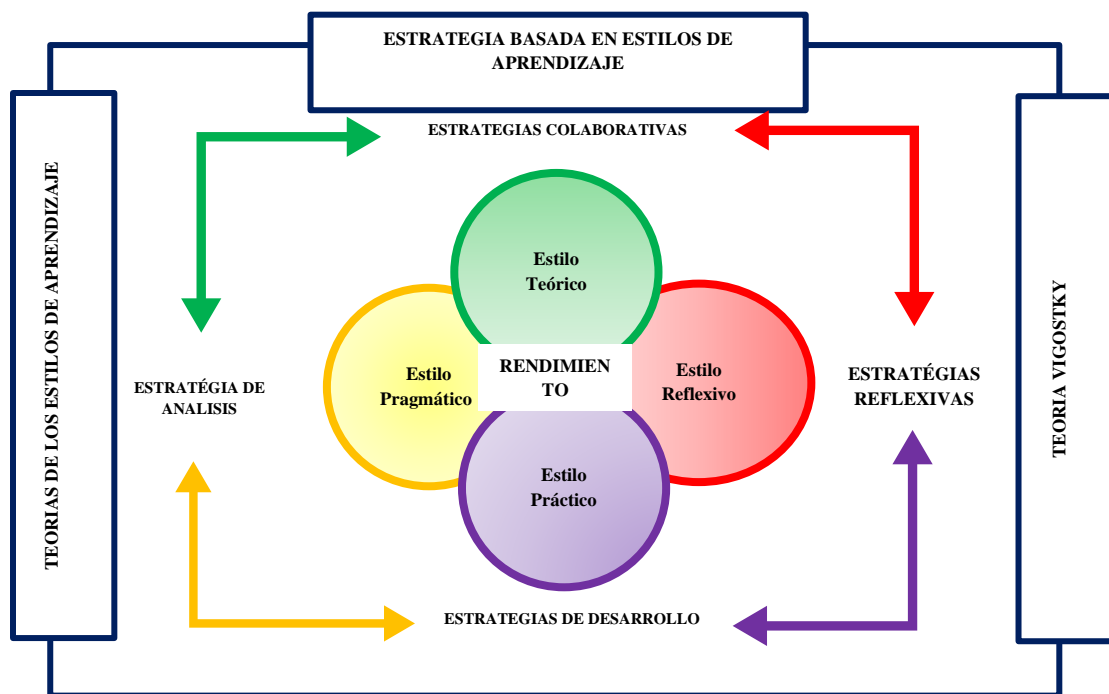 ESTRATEGIA BASADA EN ESTILOS DE
APRENDIZAJE
TEORIAS DE LOS ESTILOS DE APRENDIZAJE
ESTRATEGIAS COLABORATIVAS
Estilo
Teórico
ESTRATÉGIA DE
ANALISIS
Estilo
Pragmático
RENDIMIEN
TO
Estilo
Reflexivo
ESTRATÉGIAS
REFLEXIVAS
Estilo
Práctico
ESTRATEGIAS DE DESARROLLO
TEORIA VIGOSTKY